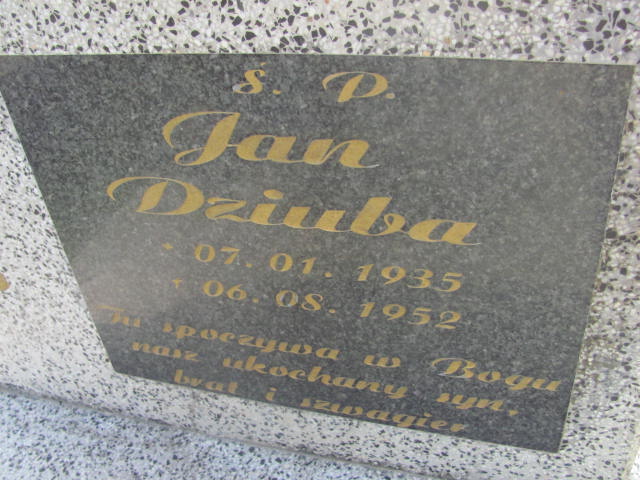 Ś. P.
Jan
Dziuba
* 07. 01. 1935
† 06. 08. 1952
Tu spoczywa w Bogu
nasz ukochany syn,
brat i szwagier